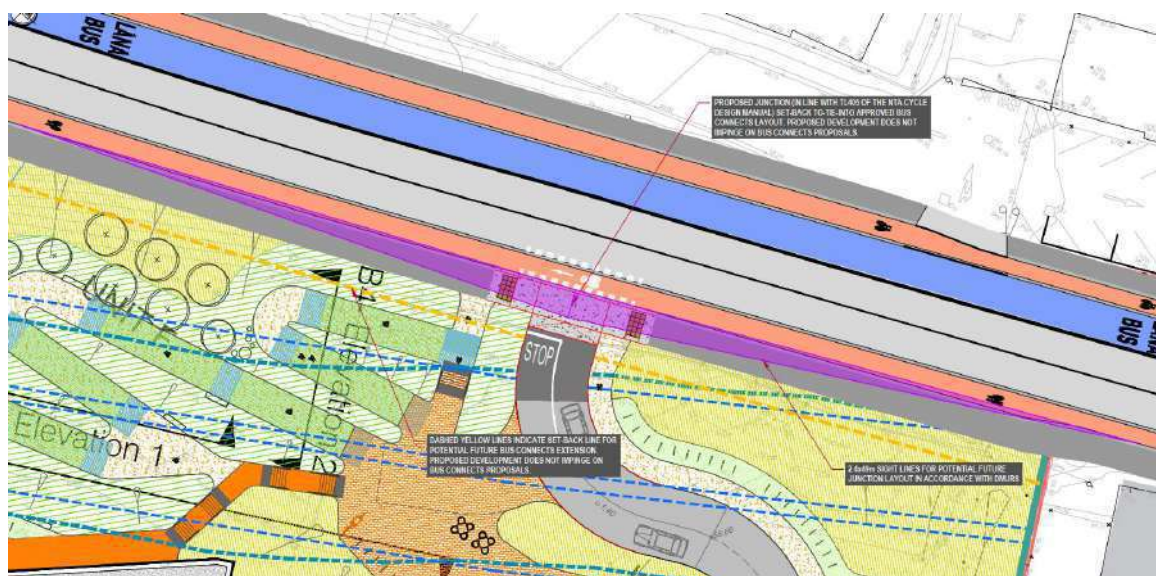 LÁNA
BUS
PROPOSED JUNCTION (IN LINE WITH TL405 OF THE NTA CYCLE
DESIGN MANUAL) SET-BACK TO TIE-INTO APPROVED BUS
CONNECTS LAYOUT. PROPOSED DEVELOPMENT DOES NOT
IMPINGE ON BUS CONNECTS PROPOSALS.
B1 Elevation 2
STOP
LÁNA
BUS
Elevation 1
DASHED YELLOW LINES INDICATE SET-BACK LINE FOR
POTENTIAL FUTURE BUS CONNECTS EXTENSION.
PROPOSED DEVELOPMENT DOES NOT IMPINGE ON
BUS CONNECTS PROPOSALS.
SIGHT LINES FOR POTENTIAL FUTURE
JUNCTION LAYOUT IN ACCORDANCE WITH DMURS